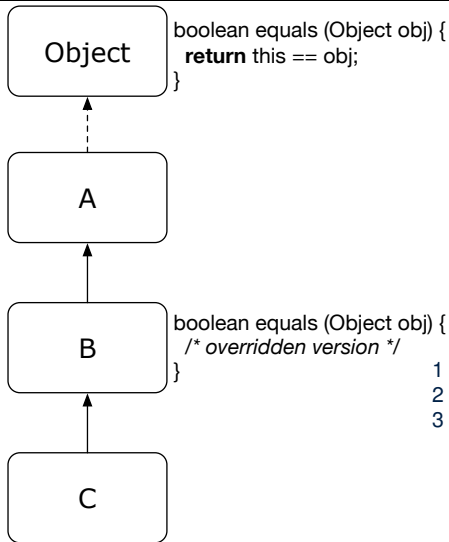 Object
boolean equals (Object obj) {
return this == obj;
}
A
B
boolean equals (Object obj) {
/* overridden version */
}
1
2
3
C